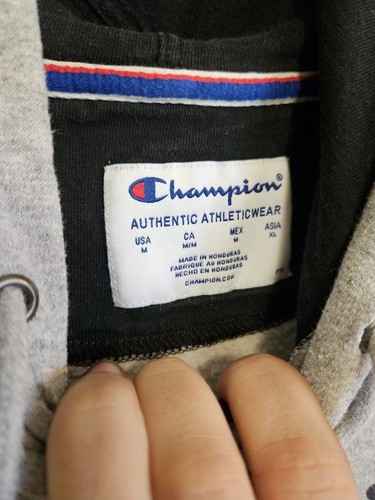 Champion®
AUTHENTIC ATHLETICWEAR
USA CA MEX ASIA
M M/M M XL
MADE IN HONDURAS
FABRIQUÉ AU HONDURAS
HECHO EN HONDURAS
CHAMPION.COM